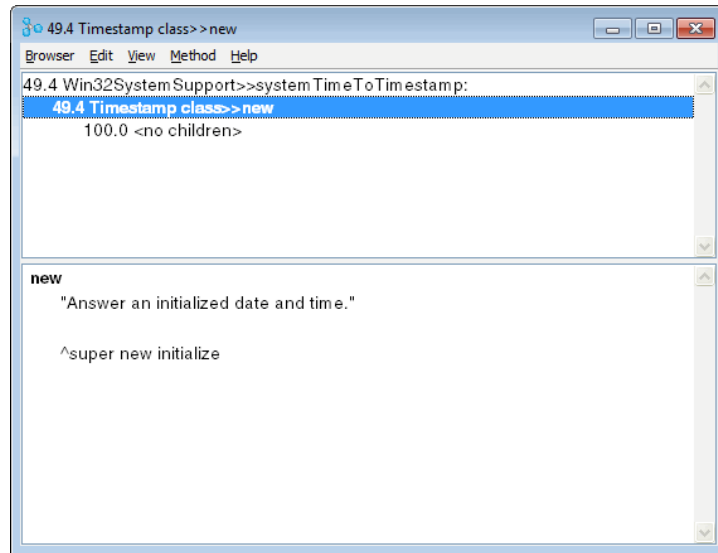 49.4 Timestamp class>>new
Browser Edit View Method Help
49.4 Win32SystemSupport>>systemTimeToTimestamp:
49.4 Timestamp class>>new
100.0 <no children>
new
"Answer an initialized date and time."
^super new initialize